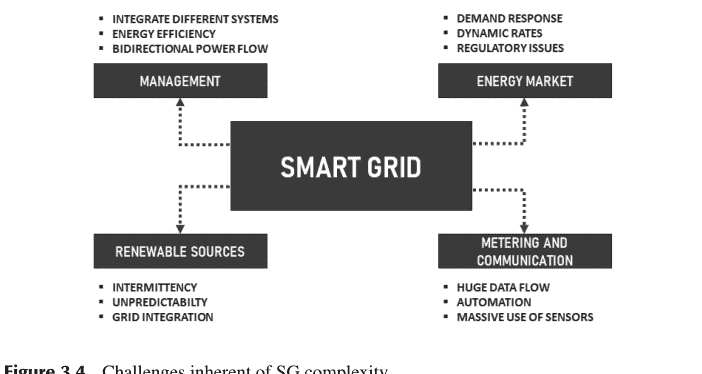 ▪ INTEGRATE DIFFERENT SYSTEMS
▪ ENERGY EFFICIENCY
▪ BIDIRECTIONAL POWER FLOW
MANAGEMENT
▪ DEMAND RESPONSE
▪ DYNAMIC RATES
▪ REGULATORY ISSUES
ENERGY MARKET
SMART GRID
RENEWABLE SOURCES
▪ INTERMITTENCY
▪ UNPREDICTABILTY
▪ GRID INTEGRATION
METERING AND
COMMUNICATION
▪ HUGE DATA FLOW
▪ AUTOMATION
▪ MASSIVE USE OF SENSORS
Figure 3.4 Challenges inherent of SG complexity